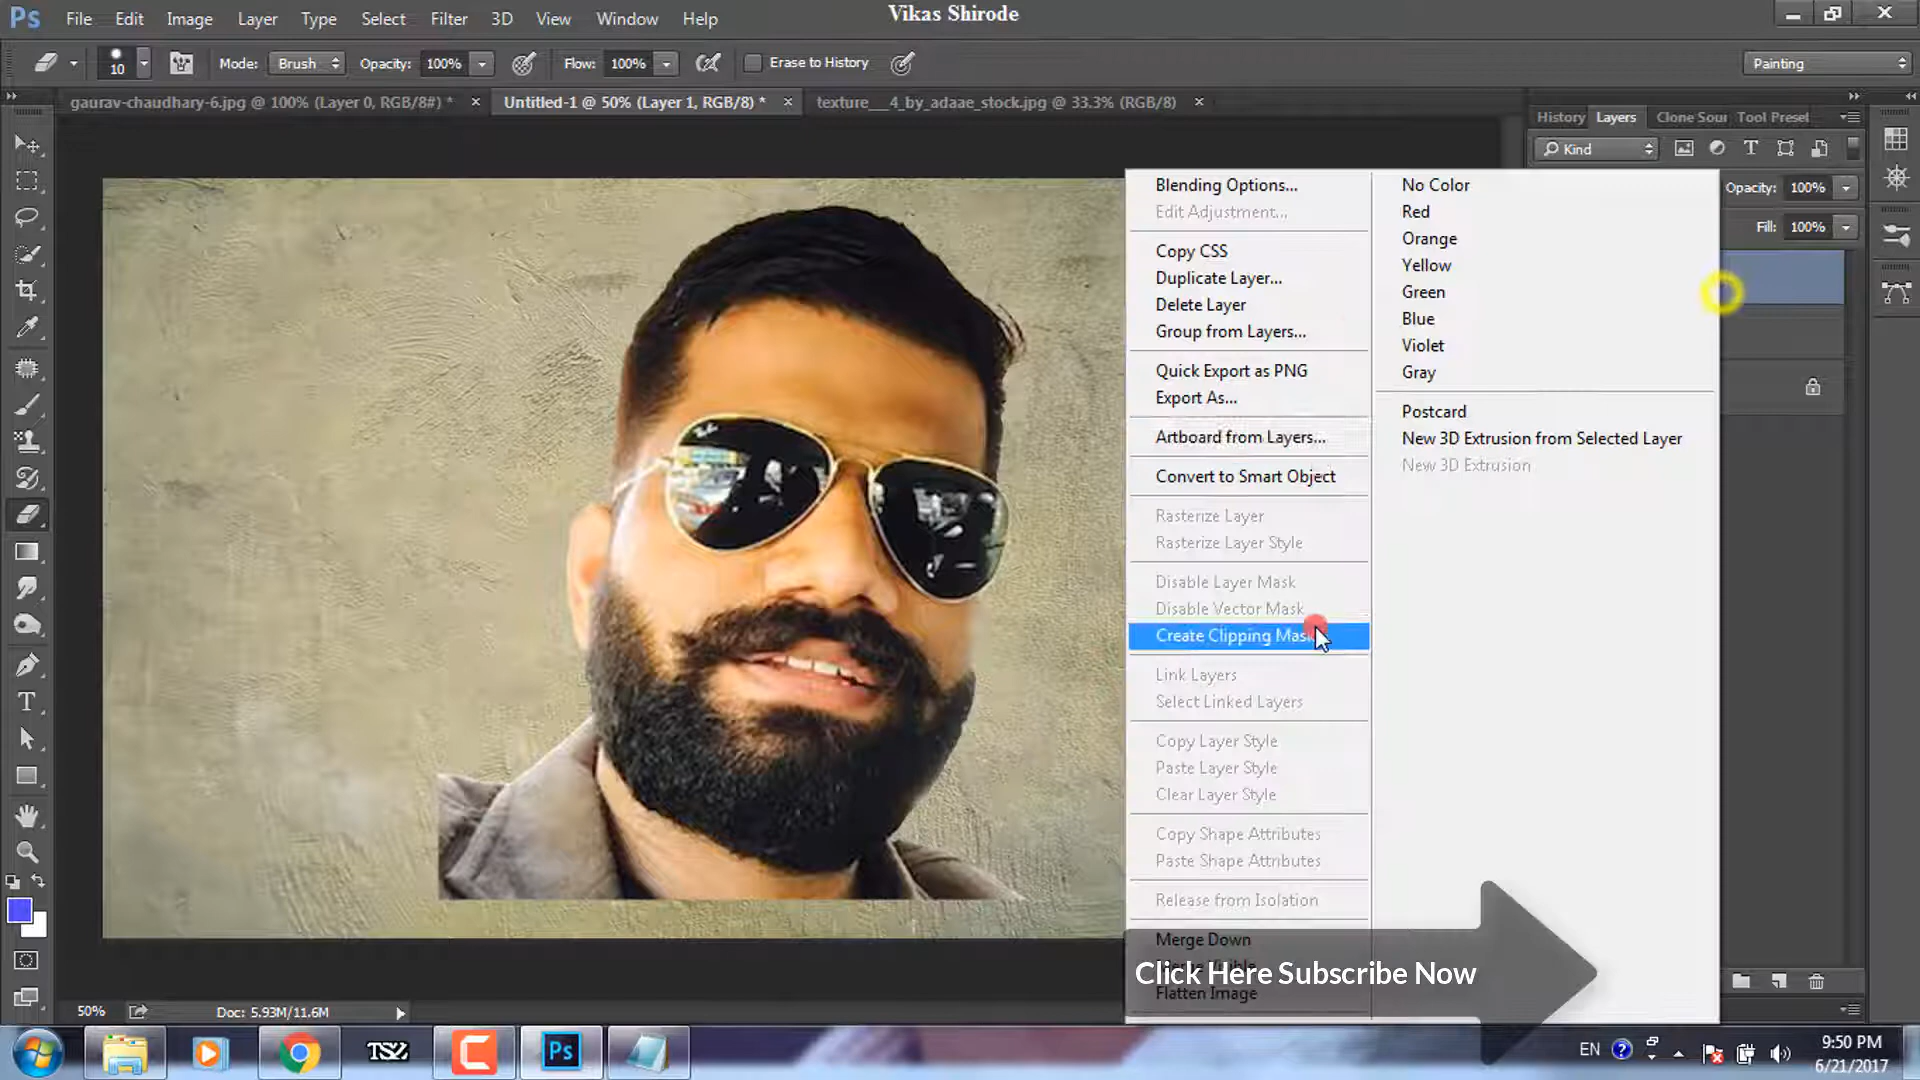 Vikas Shirode
Ps File Edit Image Layer Type Select Filter 3D View Window Help
10 Mode: Brush Opacity: 100% Flow: 100% Erase to History Painting
gaurav-chaudhary-6.jpg @ 100% (Layer 0, RGB/8#) * × Untitled-1 @ 50% (Layer 1, RGB/8) * × texture__4_by_adaae_stock.jpg @ 33.3% (RGB/8) ×
History Layers Clone Sour Tool Preset
Kind
Opacity: 100%
Fill: 100%
Blending Options...
Edit Adjustment...
Copy CSS
Duplicate Layer...
Delete Layer
Group from Layers...
Quick Export as PNG
Export As...
Artboard from Layers...
Convert to Smart Object
Rasterize Layer
Rasterize Layer Style
Disable Layer Mask
Disable Vector Mask
Create Clipping Mask
Link Layers
Select Linked Layers
Copy Layer Style
Paste Layer Style
Clear Layer Style
Copy Shape Attributes
Paste Shape Attributes
Release from Isolation
Merge Down
Flatten Image
No Color
Red
Orange
Yellow
Green
Blue
Violet
Gray
Postcard
New 3D Extrusion from Selected Layer
New 3D Extrusion
Click Here Subscribe Now
50% Doc: 5.93M/11.6M
Ps
EN
9:50 PM
6/21/2017